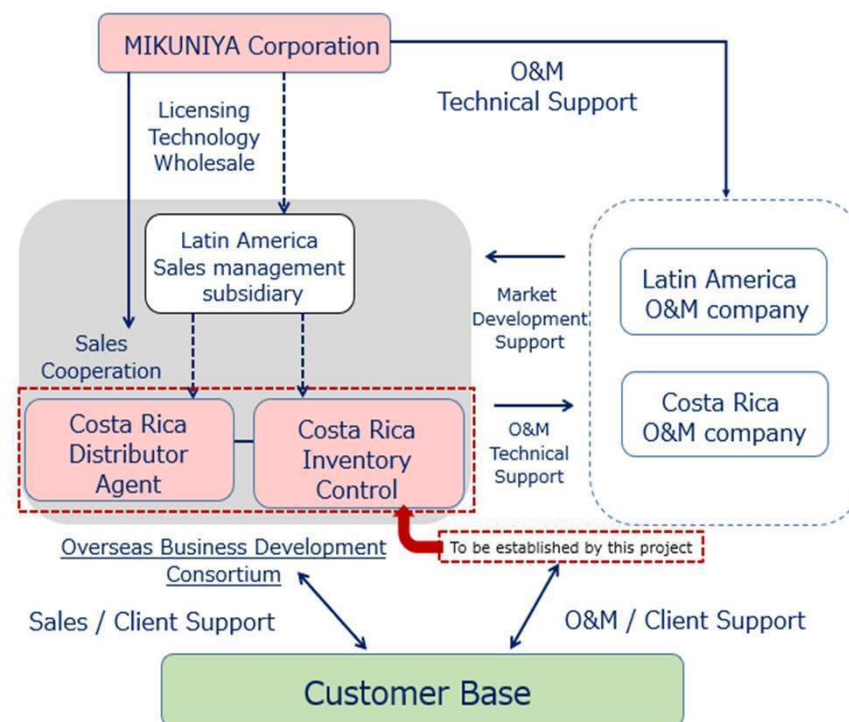 MIKUNIYA Corporation
O&M
Technical Support
Licensing
Technology
Wholesale
Latin America
Sales management
subsidiary
Market
Development
Support
Latin America
O&M company
Sales
Cooperation
Costa Rica
Distributor
Agent
Costa Rica
Inventory
Control
O&M
Technical
Support
Costa Rica
O&M company
Overseas Business Development
Consortium
To be established by this project
Sales / Client Support
O&M / Client Support
Customer Base